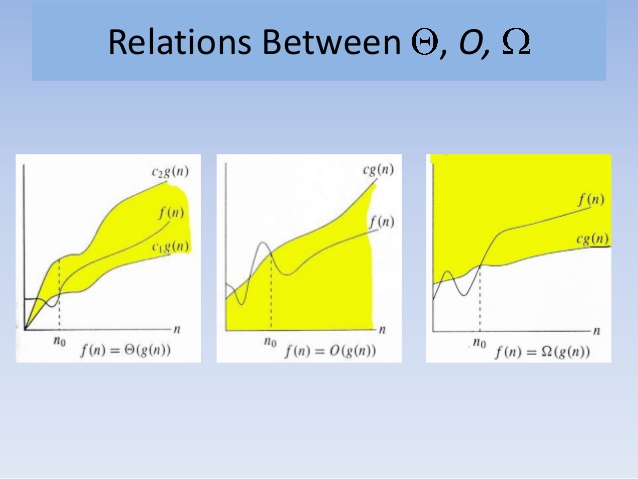 Relations Between Θ, O, Ω
c₂g(n)
f(n)
c₁g(n)
n
n₀
f(n) = Θ(g(n))
cg(n)
f(n)
n
n₀
f(n) = O(g(n))
f(n)
cg(n)
n
n₀
f(n) = Ω(g(n))